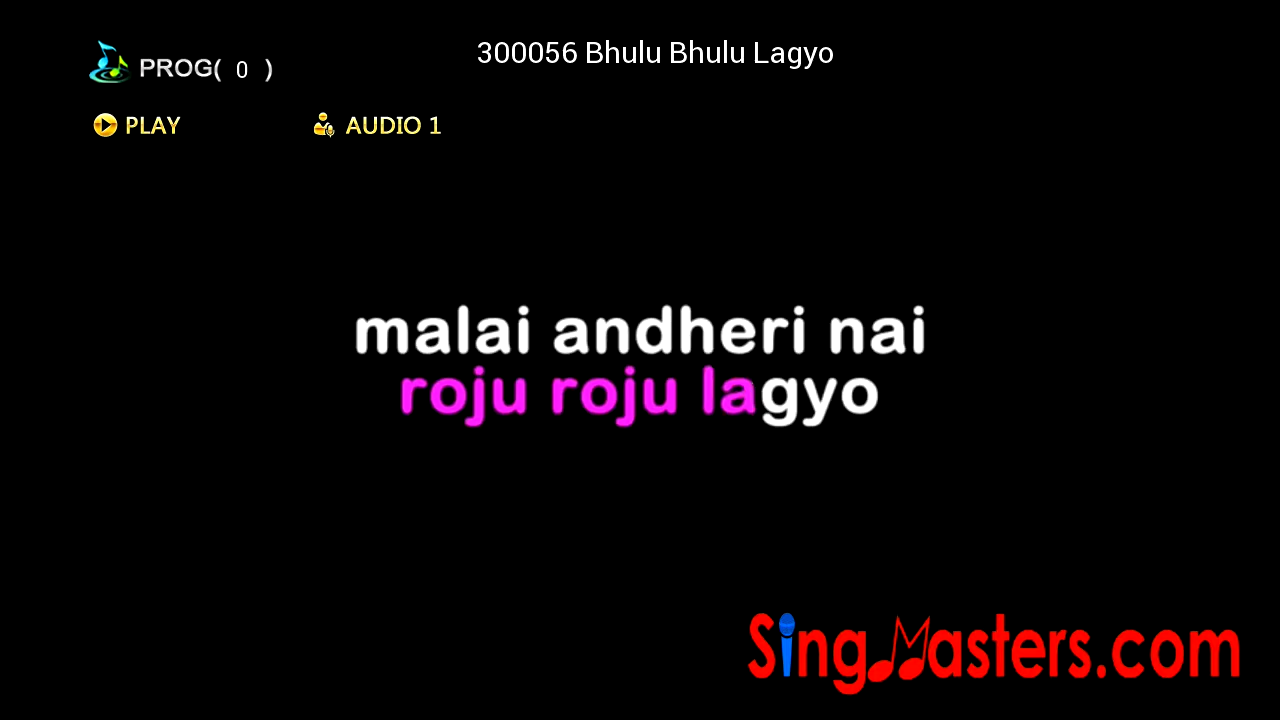 PROG( 0 )
300056 Bhulu Bhulu Lagyo
PLAY
AUDIO 1
malai andheri nai
roju roju lagyo
SingMasters.com